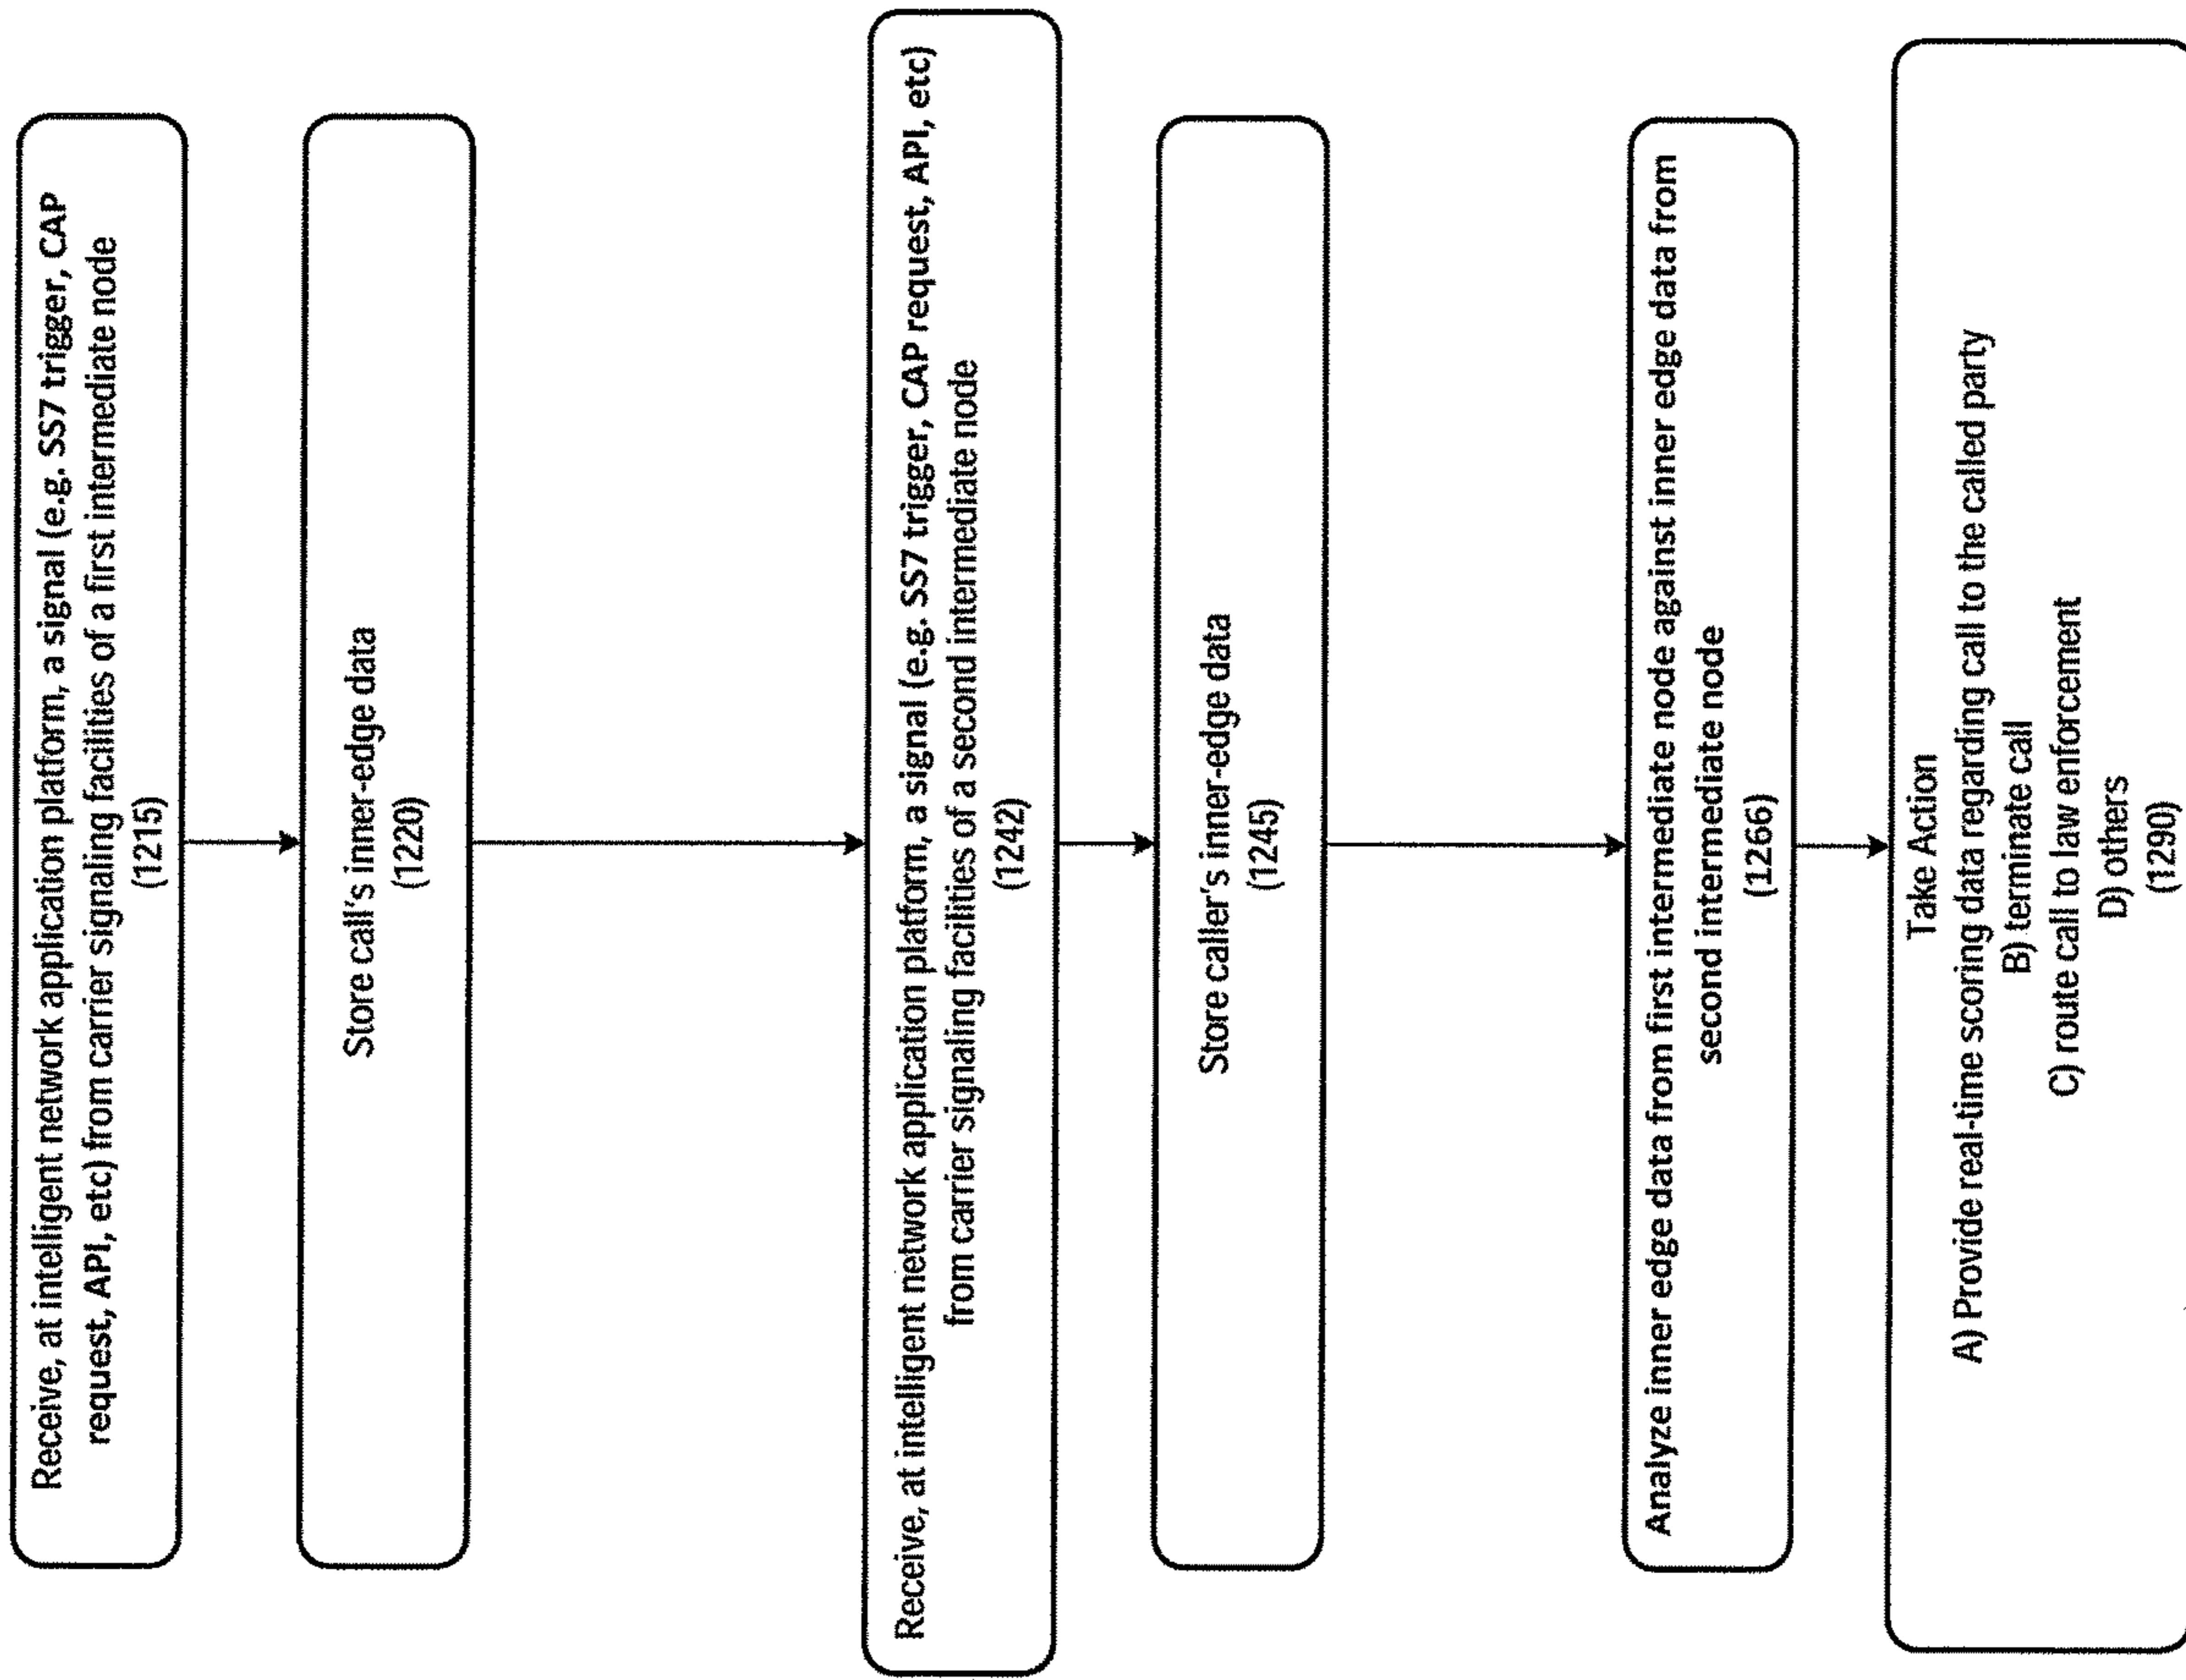 Receive, at intelligent network application platform, a signal (e.g. SS7 trigger, CAP
request, API, etc) from carrier signaling facilities of a first intermediate node
(1215)
Store call's inner-edge data
(1220)
Receive, at intelligent network application platform, a signal (e.g. SS7 trigger, CAP request, API, etc)
from carrier signaling facilities of a second intermediate node
(1242)
Store caller's inner-edge data
(1245)
Analyze inner edge data from first intermediate node against inner edge data from
second intermediate node
(1266)
Take Action
A) Provide real-time scoring data regarding call to the called party
B) terminate call
C) route call to law enforcement
D) others
(1290)